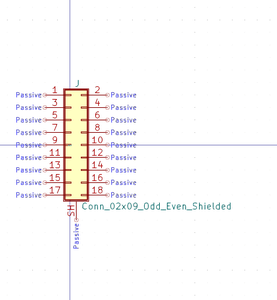 J
Passive 1 2 Passive
Passive 3 4 Passive
Passive 5 6 Passive
Passive 7 8 Passive
Passive 9 10 Passive
Passive 11 12 Passive
Passive 13 14 Passive
Passive 15 16 Passive
Passive 17 18 Passive
SH
Conn_02x09_Odd_Even_Shielded
Passive